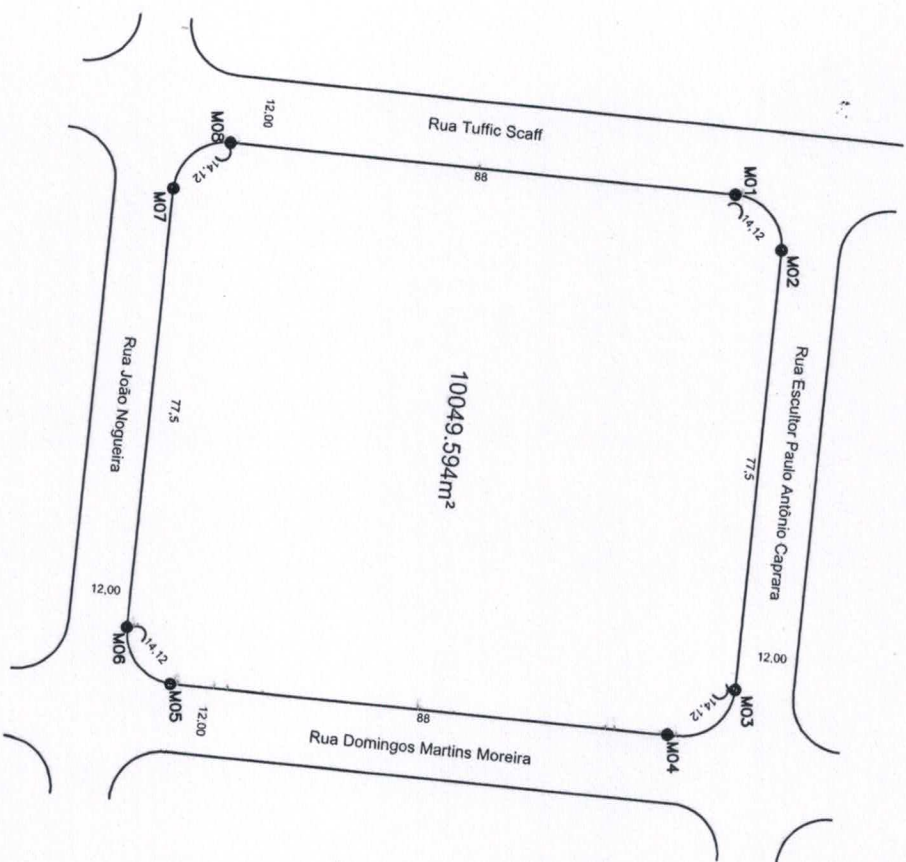 12.00
Rua Tuffic Scaff
M08
14,12
88
M01
14,12
M07
M02
Rua João Nogueira
77,5
10049.594m²
77,5
Rua Escultor Paulo Antônio Caprara
12,00
M06
14,12
12.00
M03
14,12
M05
12.00
88
M04
Rua Domingos Martins Moreira